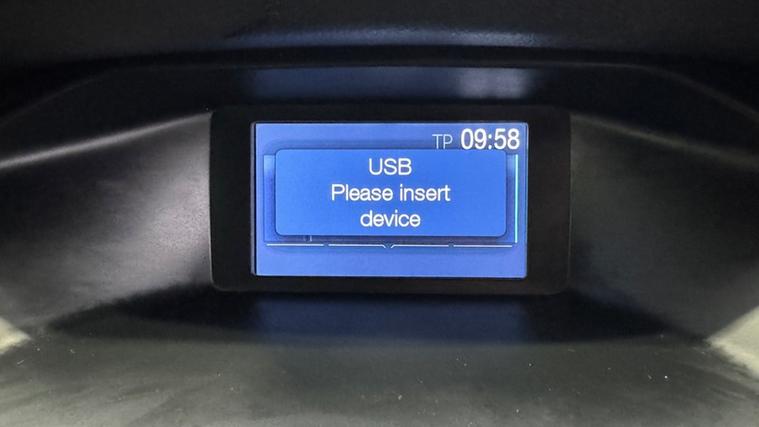 TP 09:58
USB
Please insert
device